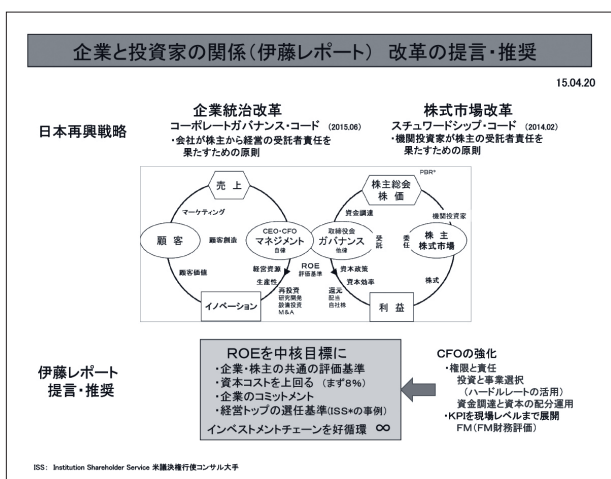 企業と投資家の関係(伊藤レポート) 改革の提言・推奨
15.04.20
日本再興戦略
企業統治改革
コーポレートガバナンス・コード (2015.06)
・会社が株主から経営の受託者責任を
果たすための原則
株式市場改革
スチュワードシップ・コード (2014.02)
・機関投資家が株主の受託者責任を
果たすための原則
売上
マーケティング
顧客
顧客創造
CEO・CFO
マネジメント
自律
顧客価値
経営資源
生産性
イノベーション
再投資
研究開発
設備投資
M&A
ROE
評価基準
PBR*
株主総会
株価
資金調達
機関投資家
取締役会
ガバナンス
他律
受託
委任
株主
株式市場
資本政策
資本効率
株式
還元
配当
自社株
利益
伊藤レポート
提言・推奨
ROEを中核目標に
・企業・株主の共通の評価基準
・資本コストを上回る (まず8%)
・企業のコミットメント
・経営トップの選任基準(ISS*の事例)
インベストメントチェーンを好循環 ∞
CFOの強化
・権限と責任
投資と事業選択
(ハードルレートの活用)
資金調達と資本の配分運用
・KPIを現場レベルまで展開
FM(FM財務評価)
ISS: Institution Shareholder Service 米議決権行使コンサル大手